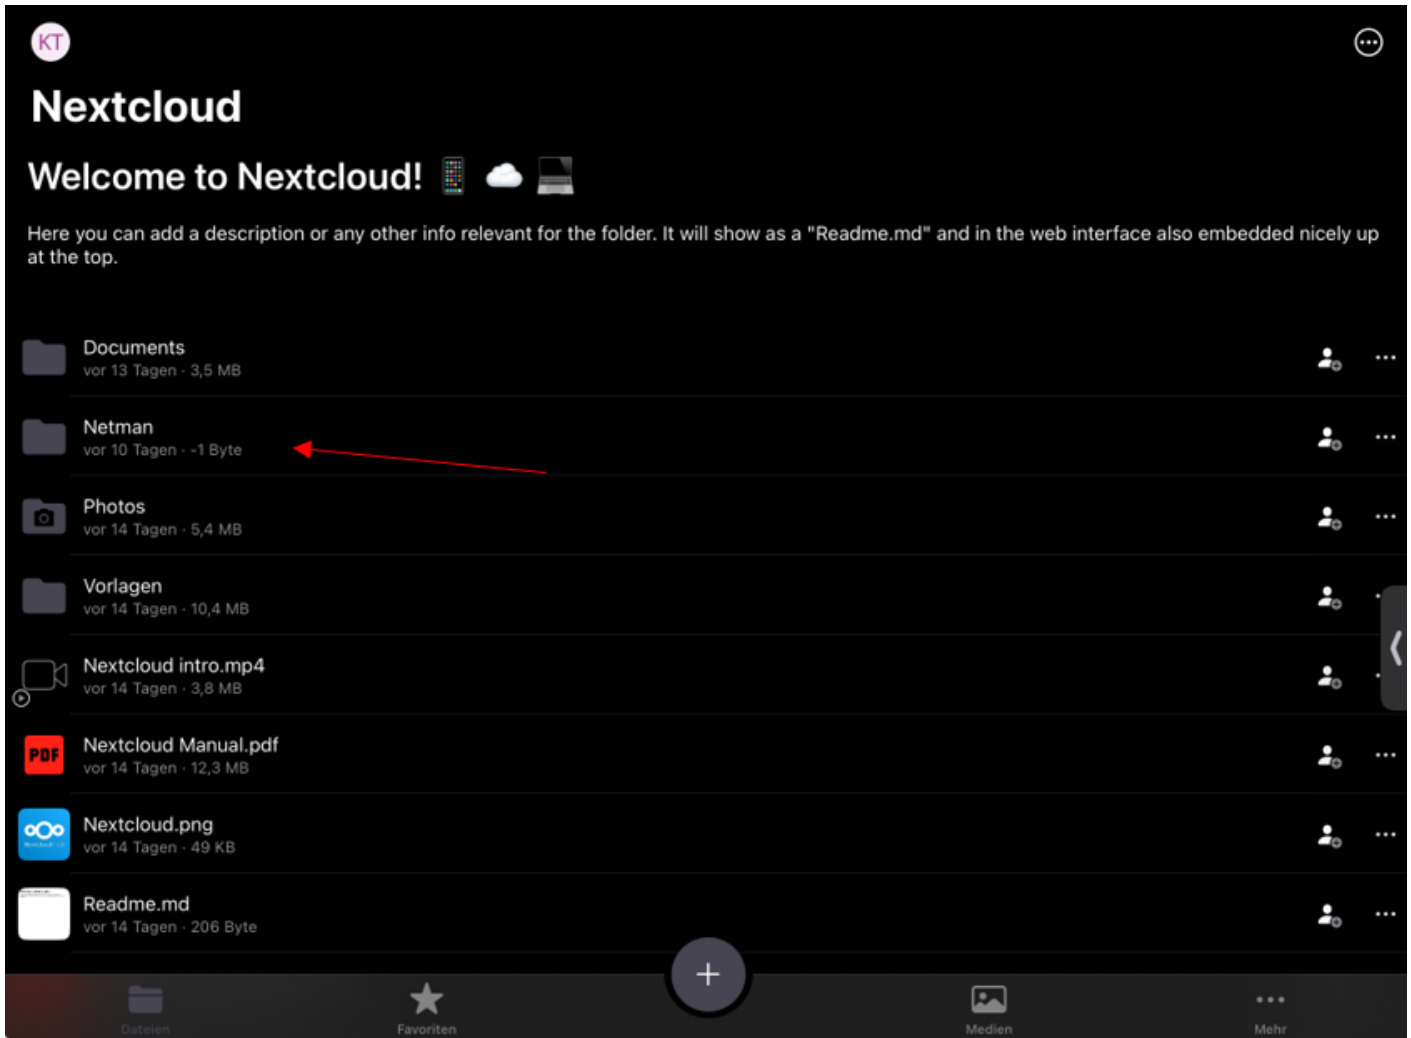 KT
Nextcloud
Welcome to Nextcloud! 📱 ☁️ 💻
Here you can add a description or any other info relevant for the folder. It will show as a "Readme.md" and in the web interface also embedded nicely up
at the top.
Documents
vor 13 Tagen · 3,5 MB
Netman
vor 10 Tagen · -1 Byte
Photos
vor 14 Tagen · 5,4 MB
Vorlagen
vor 14 Tagen · 10,4 MB
Nextcloud intro.mp4
vor 14 Tagen · 3,8 MB
PDF
Nextcloud Manual.pdf
vor 14 Tagen · 12,3 MB
Nextcloud.png
vor 14 Tagen · 49 KB
Readme.md
vor 14 Tagen · 206 Byte
Dateien
Favoriten
Medien
Mehr